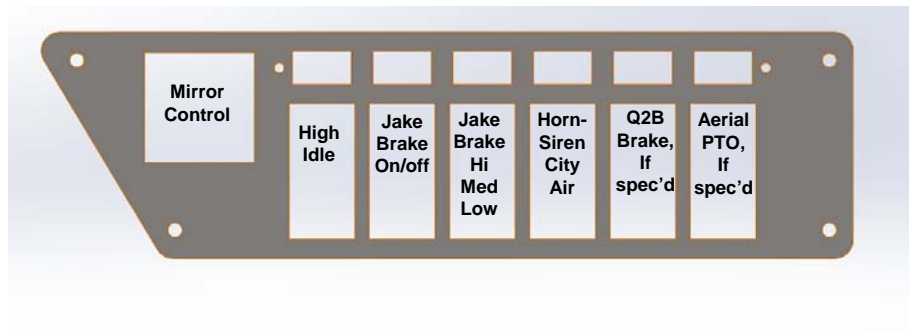 Mirror
Control
High
Idle
Jake
Brake
On/off
Jake
Brake
Hi
Med
Low
Horn-
Siren
City
Air
Q2B
Brake,
If
spec’d
Aerial
PTO,
If
spec’d